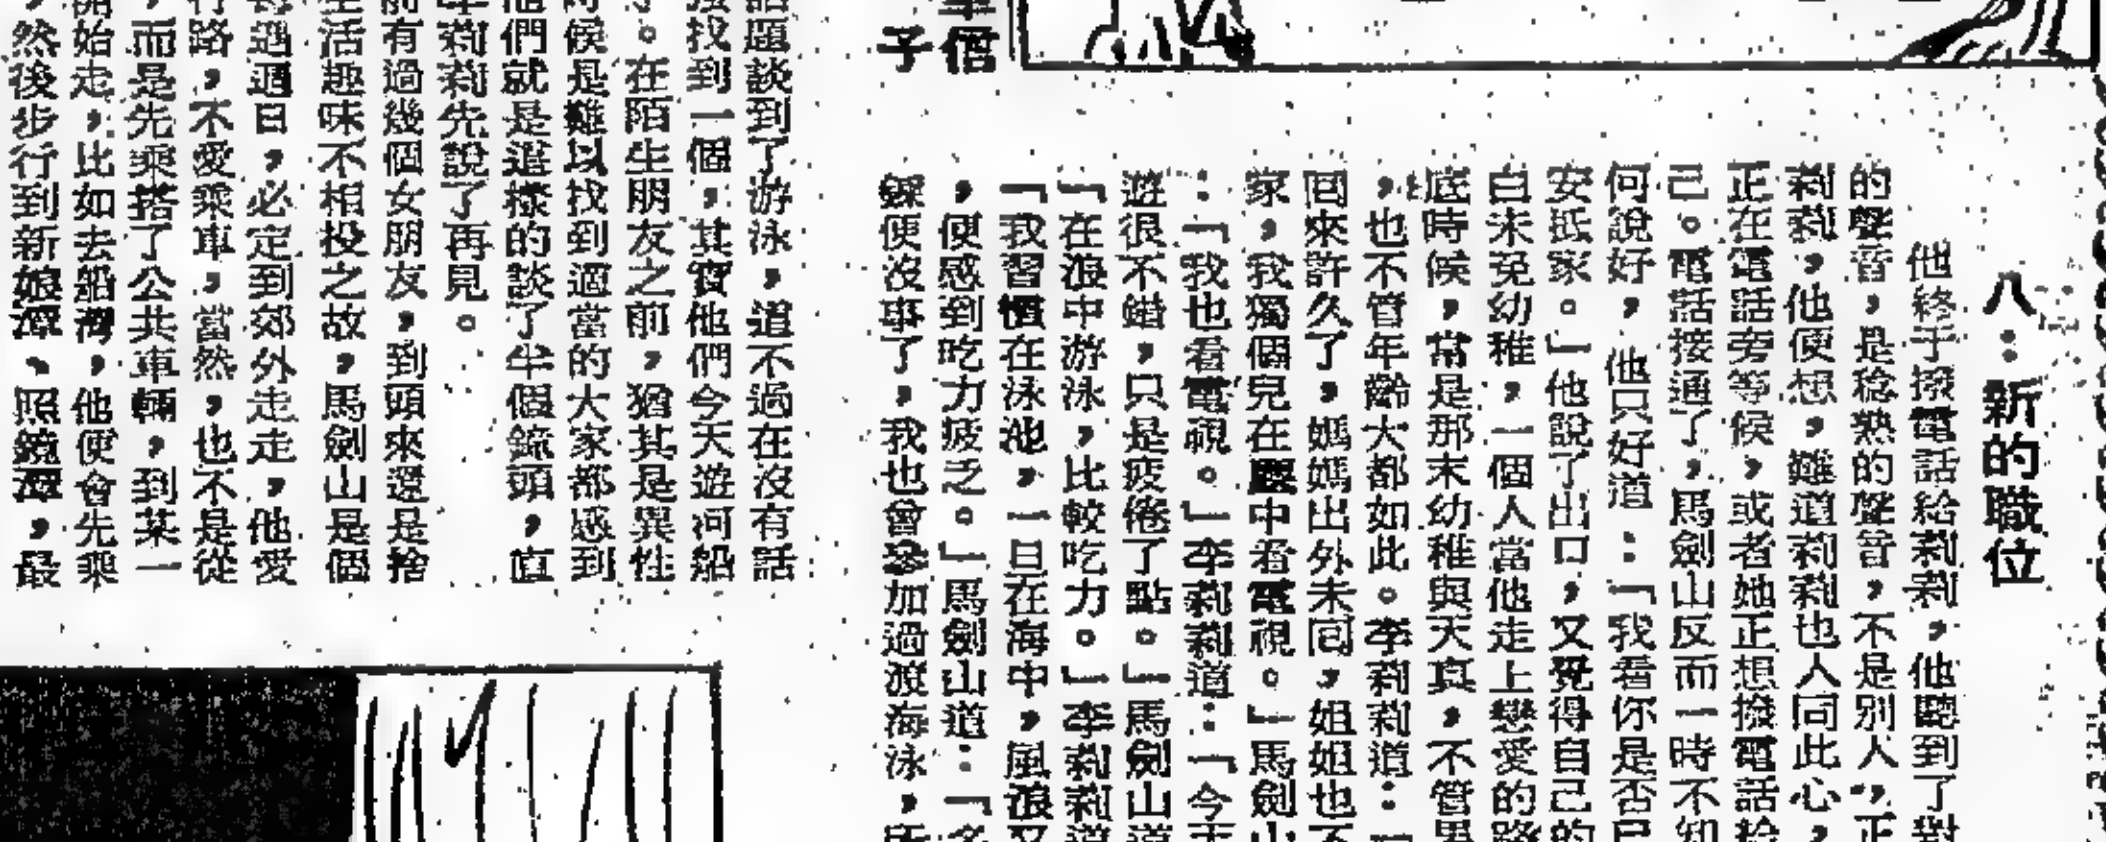 八：新的職位
他終于撥電話給莉莉，他聽到了對
的聲音，是稔熟的聲音，不是別人，正
莉莉，他便想，難道莉莉也人同此心，
正在電話旁等候，或者她正想撥電話給
己。電話接通了，馬劍山反而一時不知
何說好，他只好道：「我看你是否已
安抵家。」他說了出口，又覺得自己的
白未免幼稚，一個人當他走上戀愛的路
底時候，常是那末幼稚與天真，不管男
，也不管年齡大都如此。李莉莉道：「
回來許久了，媽媽出外未回，姐姐也不
家，我獨個兒在廳中看電視。」馬劍山
：「我也看電視。」李莉莉道：「今天
遊很不錯，只是疲倦了點。」馬劍山道
「在浪中游泳，比較吃力。」李莉莉道
「我習慣在泳池，一旦在海中，風浪又
，便感到吃力疲乏。」馬劍山道：「多
鍊便沒事了，我也曾參加過渡海泳，所
子
話題談到了游泳，道不過在沒有話
強找到一個，其實他們今天遊河船
。在陌生朋友之前，猶其是異性
時候是難以找到適當的大家都感到
他們就是這樣的談了半個鐘頭，直
李莉莉先說了再見。
前有過幾個女朋友，到頭來還是捨
生活趣味不相投之故，馬劍山是個
每遇週日，必定到郊外走走，他愛
行路，不愛乘車，當然，也不是從
，而是先乘搭了公共車輛，到某一
開始走，比如去船灣，他便會先乘
，然後步行到新娘潭、照鏡潭，最